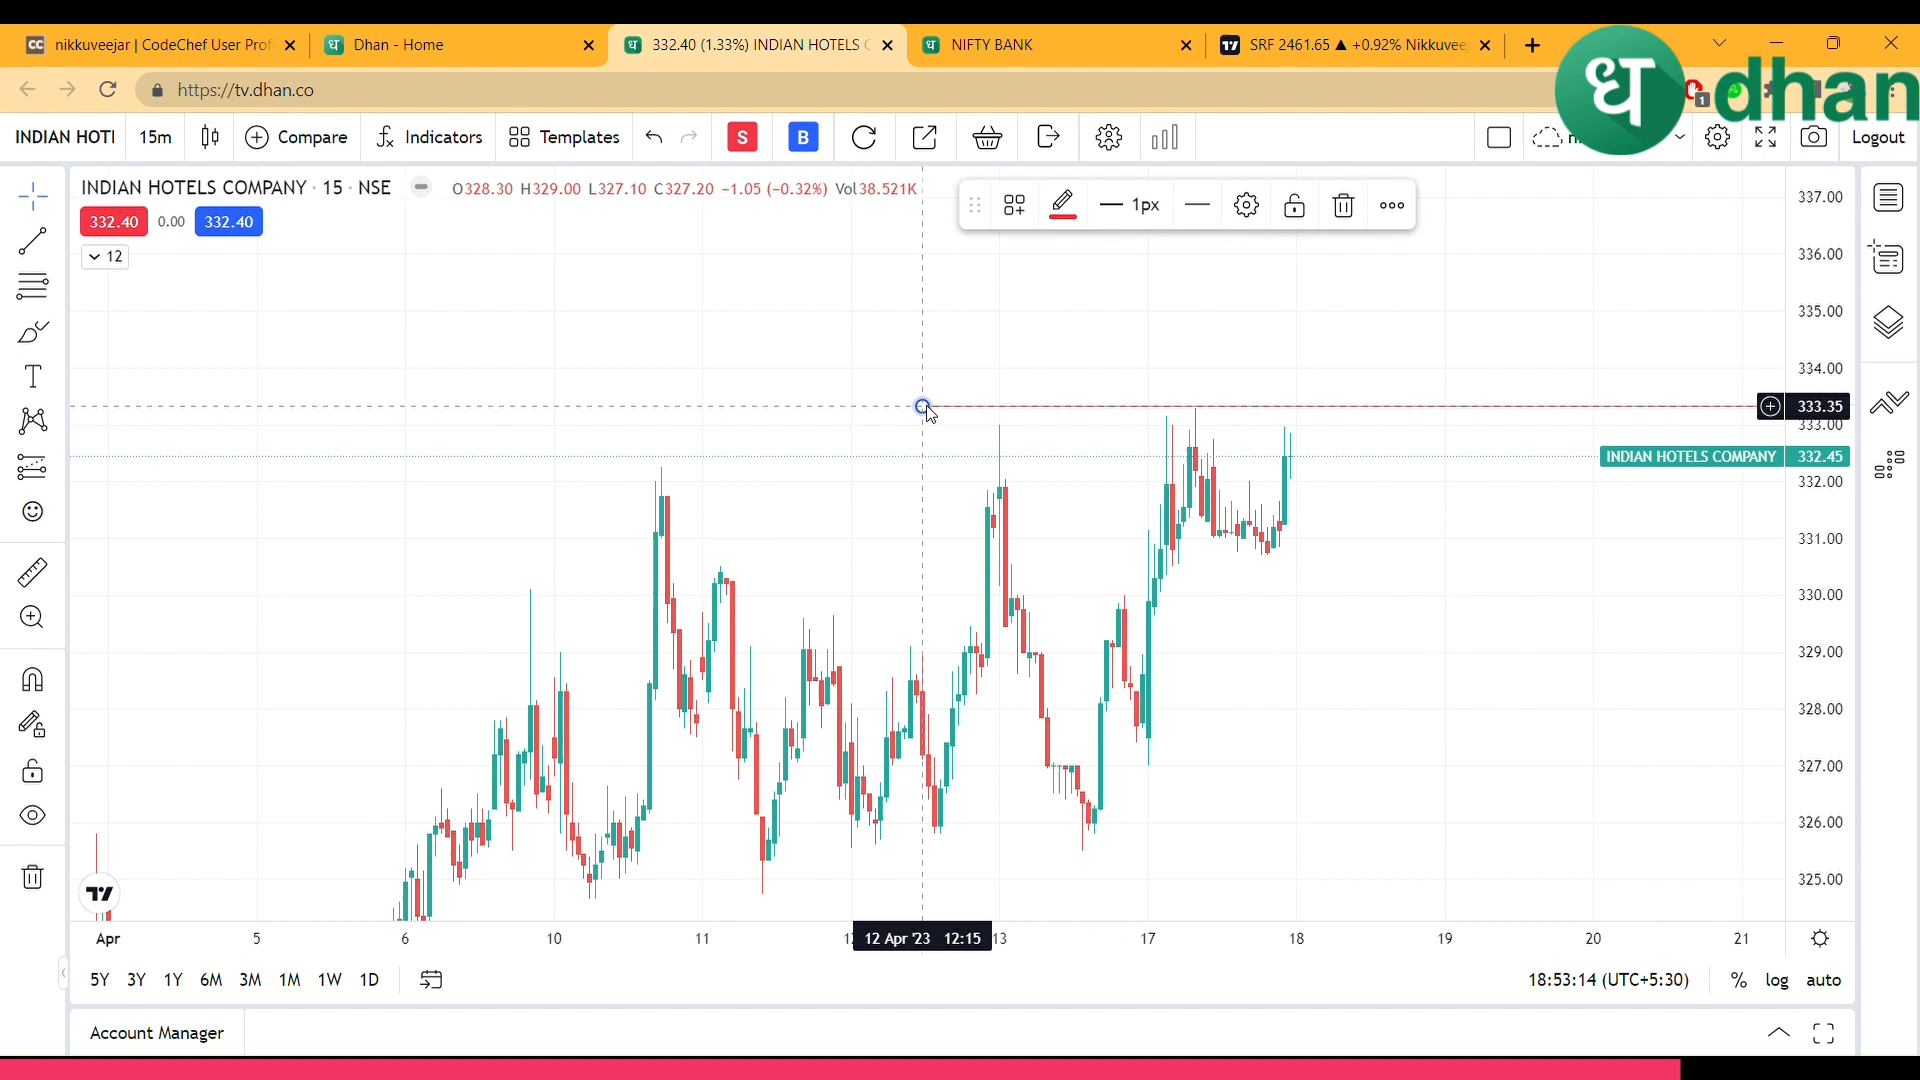 CC nikkuveejar | CodeChef User Prof
ध Dhan - Home
ध 332.40 (1.33%) INDIAN HOTELS C
ध NIFTY BANK
SRF 2461.65 ▲ +0.92% Nikkuvee
https://tv.dhan.co
1
ध dhan
INDIAN HOTI 15m Compare Indicators Templates S B Logout
INDIAN HOTELS COMPANY · 15 · NSE O328.30 H329.00 L327.10 C327.20 −1.05 (−0.32%) Vol38.521K
332.40 0.00 332.40
12
1px
337.00
336.00
335.00
334.00
333.35
333.00
INDIAN HOTELS COMPANY 332.45
332.00
331.00
330.00
329.00
328.00
327.00
326.00
325.00
Apr 5 6 10 11 12 Apr '23 12:15 13 17 18 19 20 21
5Y 3Y 1Y 6M 3M 1M 1W 1D
18:53:14 (UTC+5:30) % log auto
Account Manager